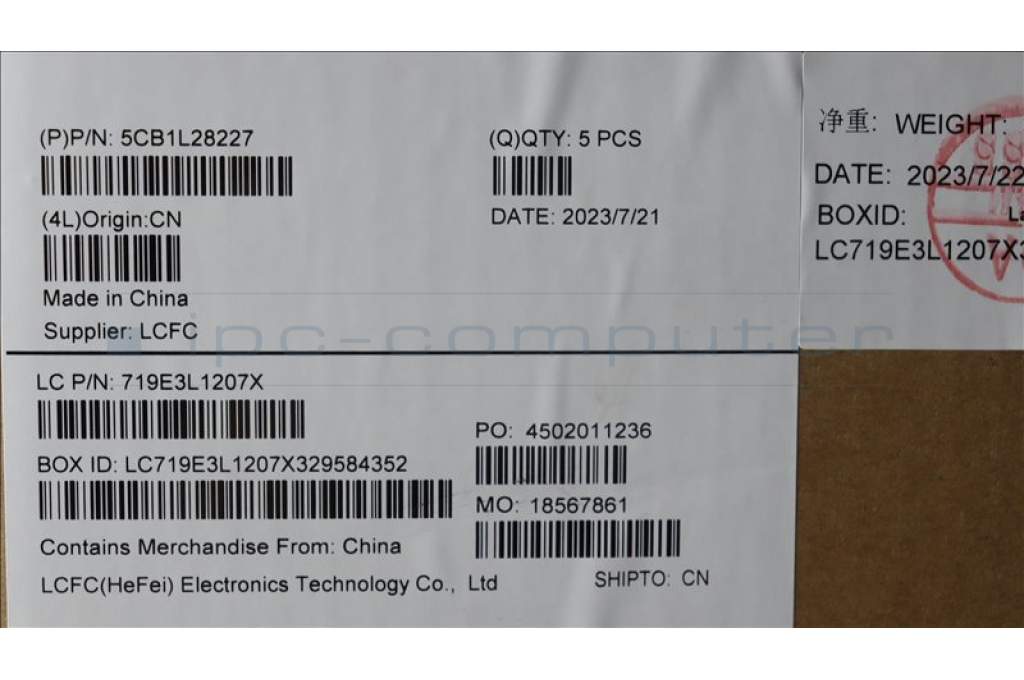 (P)P/N: 5CB1L28227
(Q)QTY: 5 PCS
(4L)Origin:CN
DATE: 2023/7/21
Made in China
Supplier: LCFC
净重: WEIGHT:
DATE: 2023/7/22
BOXID:
LC719E3L1207X3
ipc-computer
LC P/N: 719E3L1207X
PO: 4502011236
BOX ID: LC719E3L1207X329584352
MO: 18567861
Contains Merchandise From: China
LCFC(HeFei) Electronics Technology Co., Ltd
SHIPTO: CN